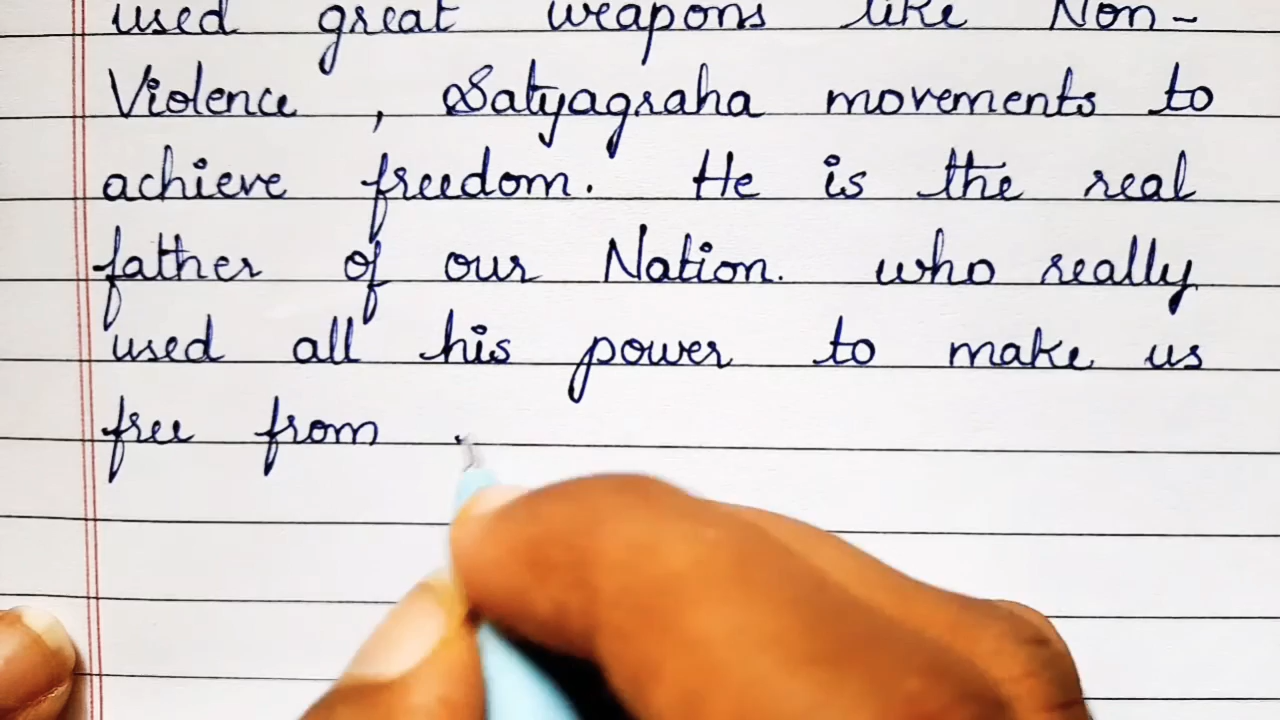 used great weapons like Non-
Violence , Satyagraha movements to
achieve freedom. He is the real
father of our Nation. who really
used all his power to make us
free from